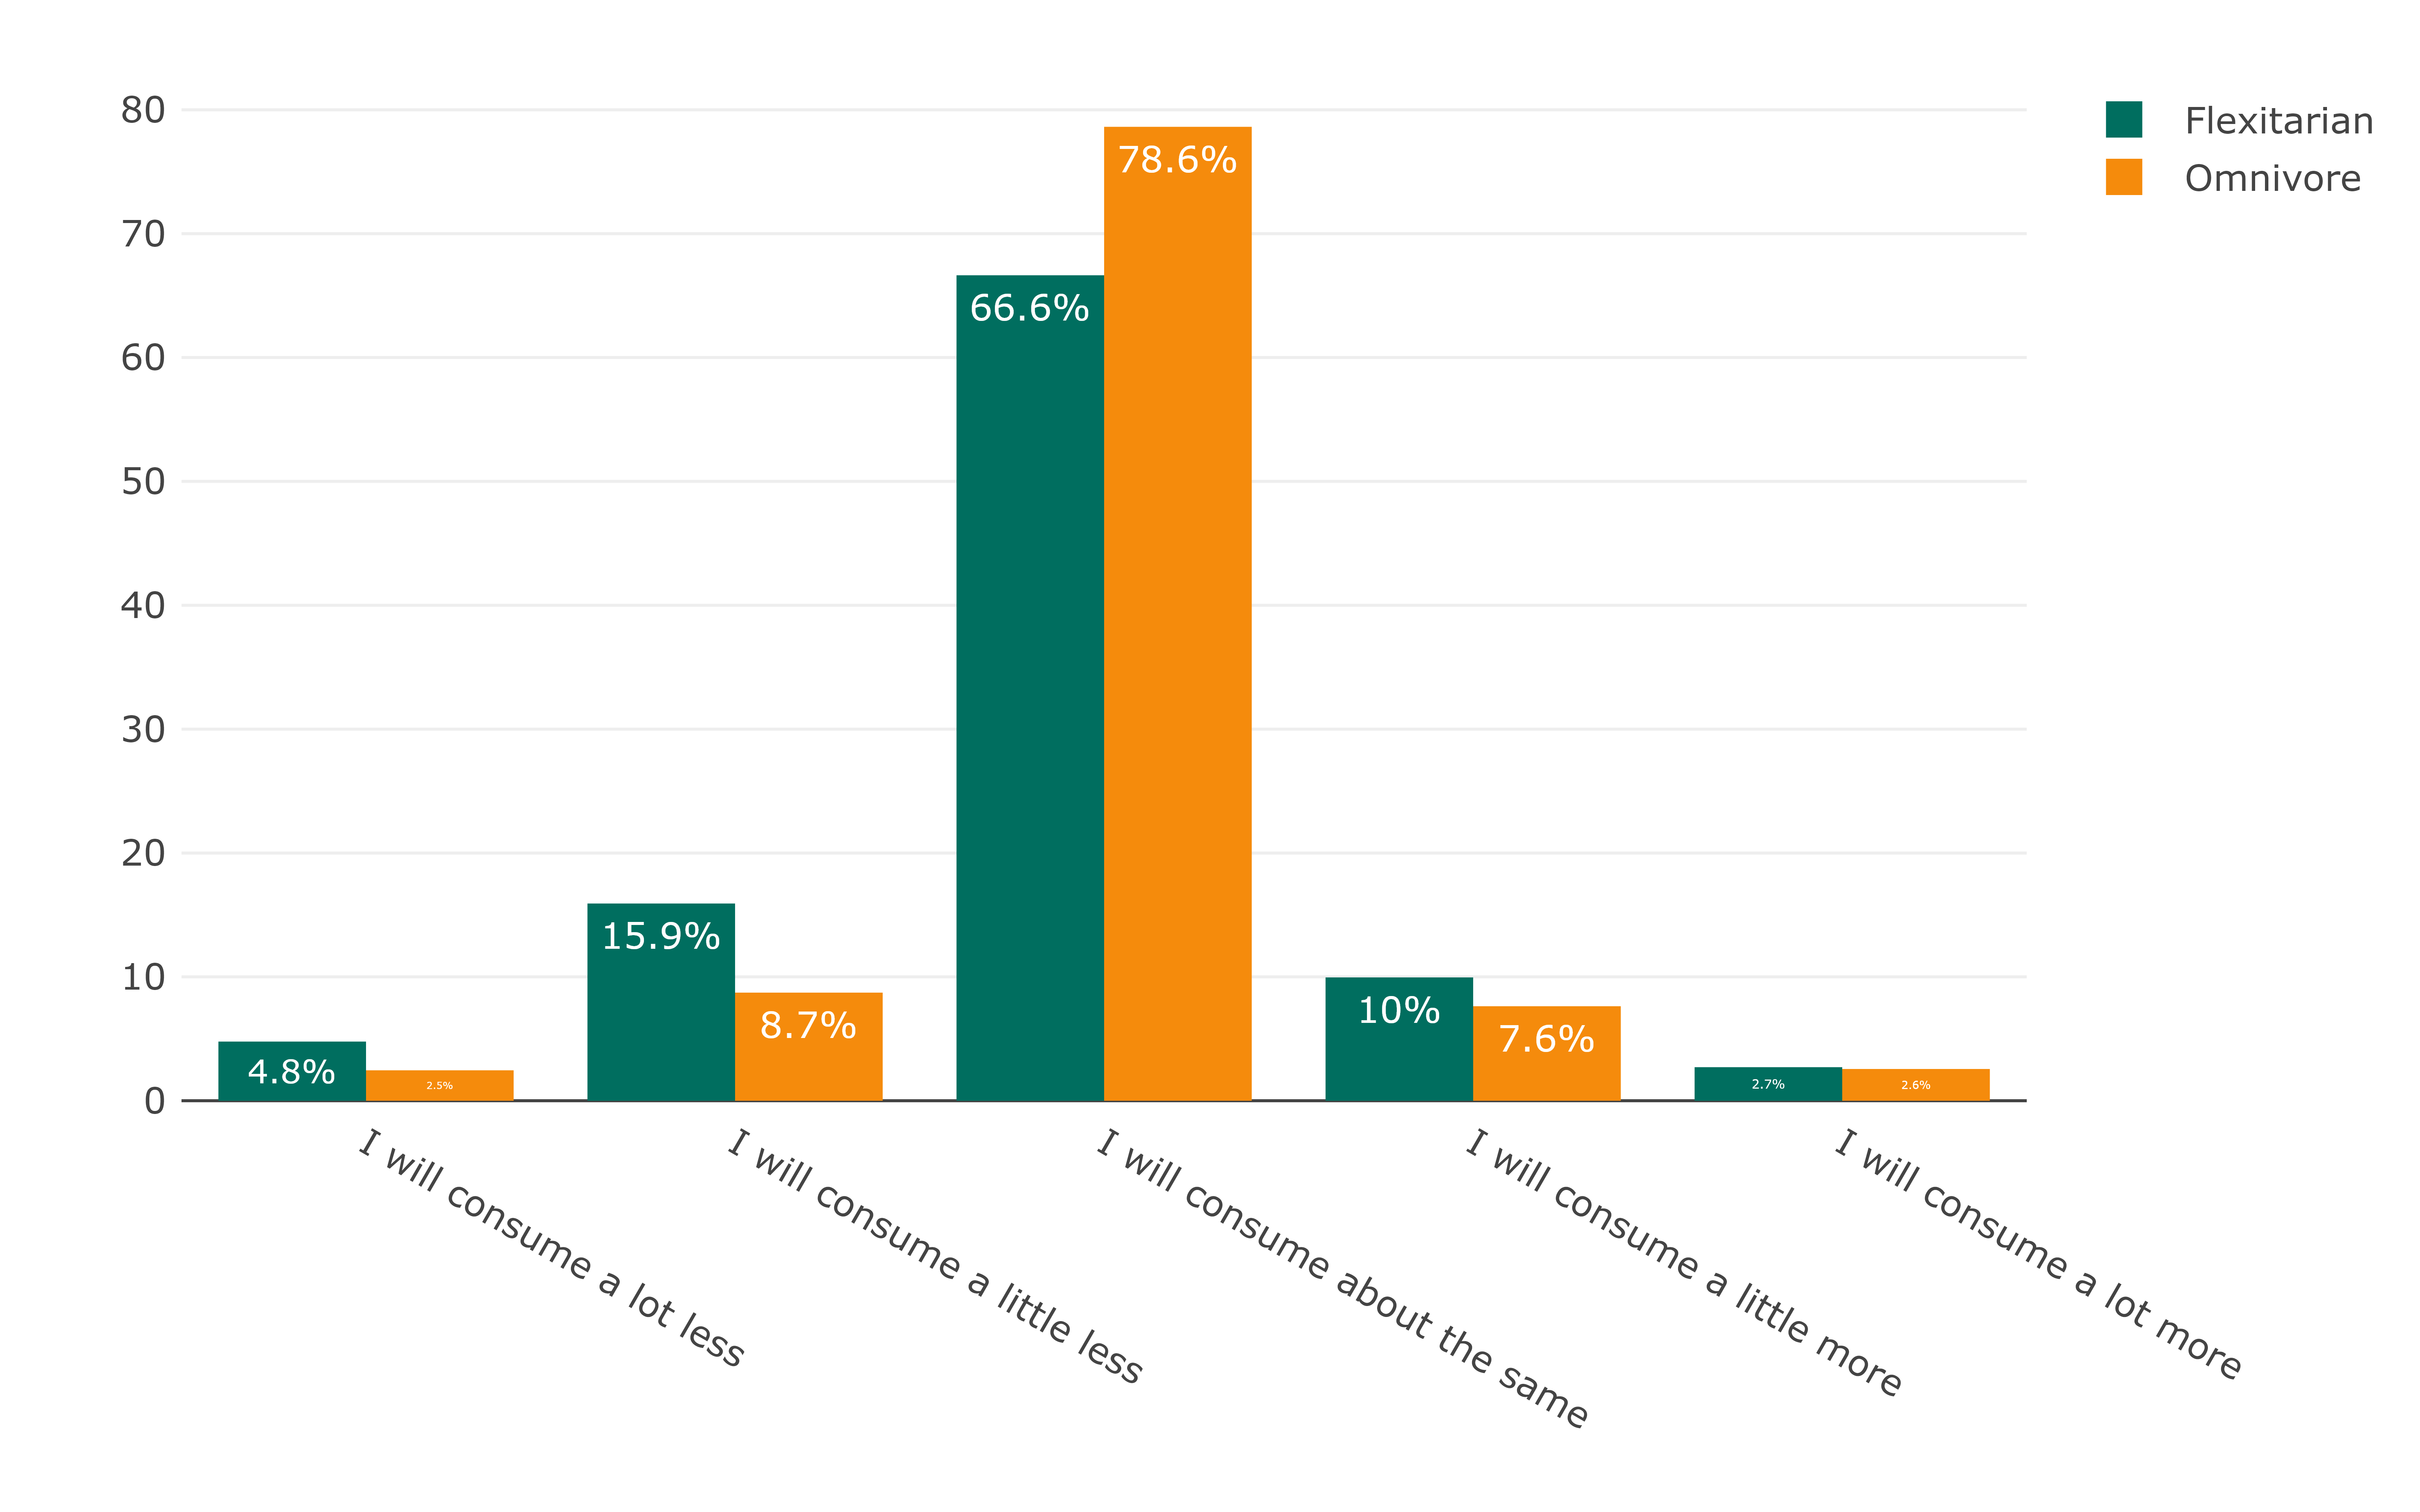 80
70
60
50
40
30
20
10
0
4.8%
2.5%
15.9%
8.7%
66.6%
78.6%
10%
7.6%
2.7%
2.6%
I will consume a lot less
I will consume a little less
I will consume about the same
I will consume a little more
I will consume a lot more
Flexitarian
Omnivore